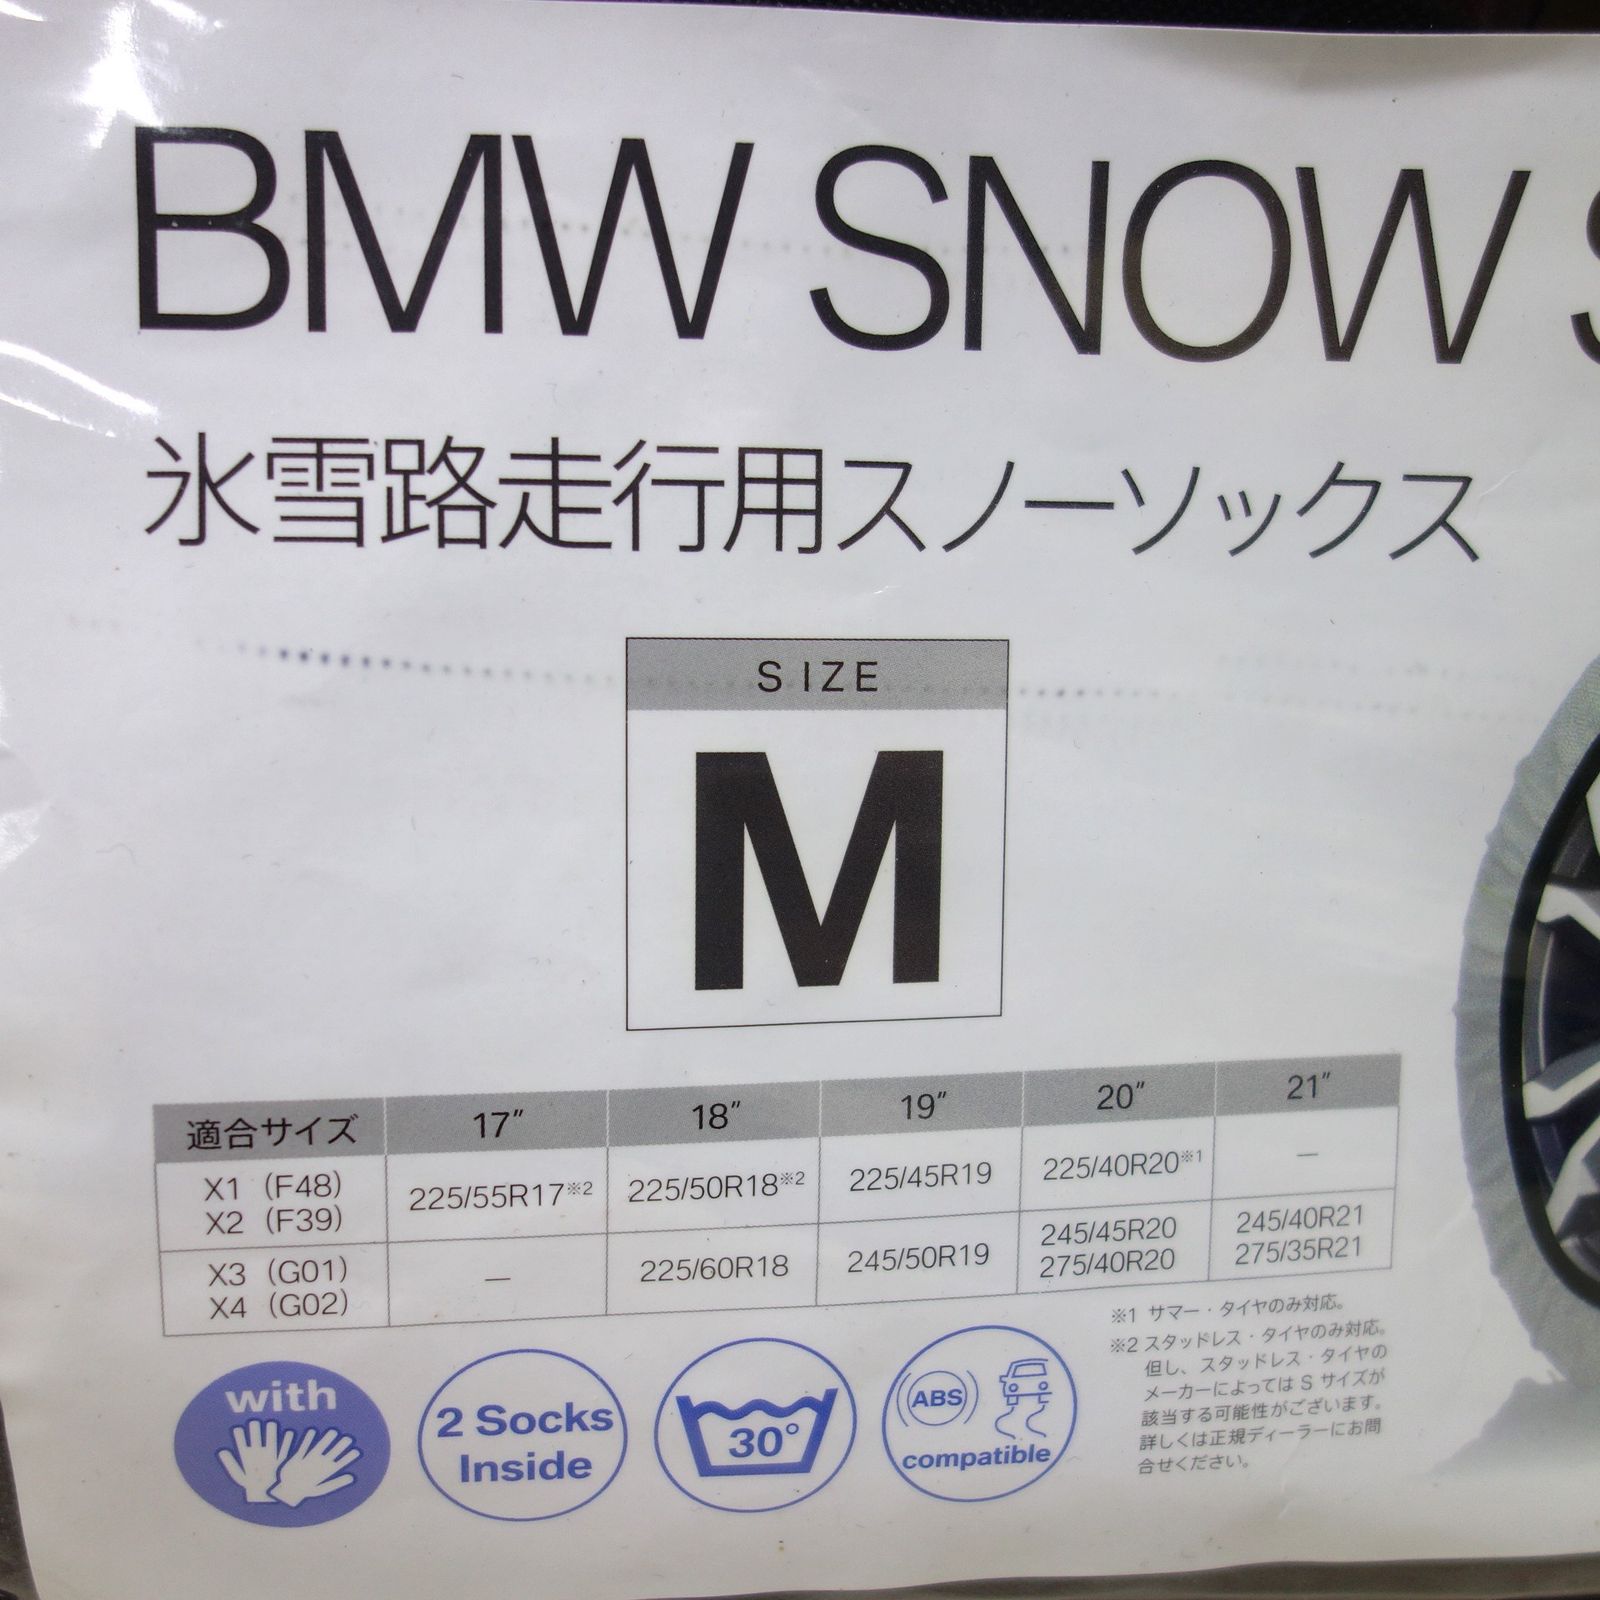 BMW SNOW S
氷雪路走行用スノーソックス
SIZE
M
適合サイズ 17″ 18″ 19″ 20″ 21″
X1 (F48)
X2 (F39)
225/55R17※2 225/50R18※2 225/45R19 225/40R20※1 —
X3 (G01)
X4 (G02)
— 225/60R18 245/50R19
245/45R20
275/40R20
245/40R21
275/35R21
※1 サマー・タイヤのみ対応。
※2 スタッドレス・タイヤのみ対応。
但し、スタッドレス・タイヤの
メーカーによっては S サイズが
該当する可能性がございます。
詳しくは正規ディーラーにお問
合せください。
with
2 Socks
Inside
30°
ABS
compatible